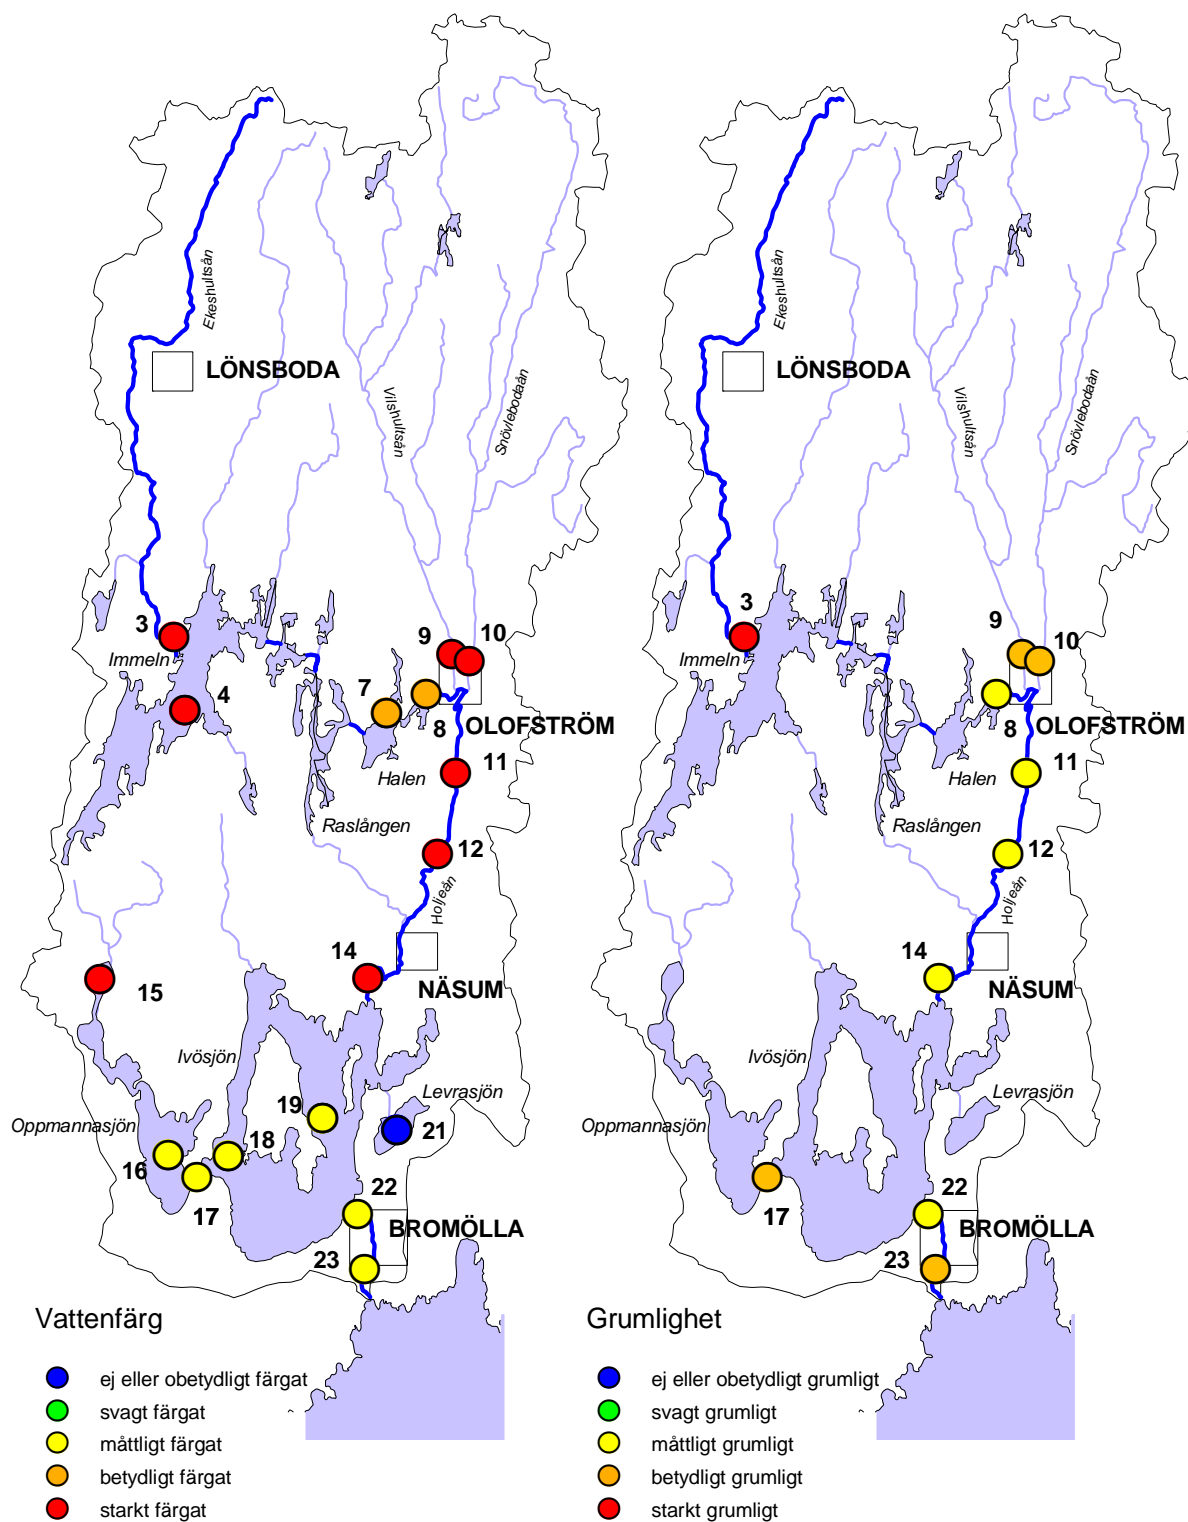 Ekeshultsån
LÖNSBODA
Vilshultsån
Snövlebodaån
3
Immeln
4
9
10
7
8
OLOFSTRÖM
Halen
11
Raslången
12
Holjeån
14
NÄSUM
15
Ivösjön
Levrasjön
19
21
Oppmannasjön
18
16
17
22
BROMÖLLA
23
Vattenfärg
ej eller obetydligt färgat
svagt färgat
måttligt färgat
betydligt färgat
starkt färgat
Ekeshultsån
LÖNSBODA
Vilshultsån
Snövlebodaån
3
Immeln
9
10
8
OLOFSTRÖM
Halen
11
Raslången
12
Holjeån
14
NÄSUM
Ivösjön
Levrasjön
Oppmannasjön
17
22
BROMÖLLA
23
Grumlighet
ej eller obetydligt grumligt
svagt grumligt
måttligt grumligt
betydligt grumligt
starkt grumligt